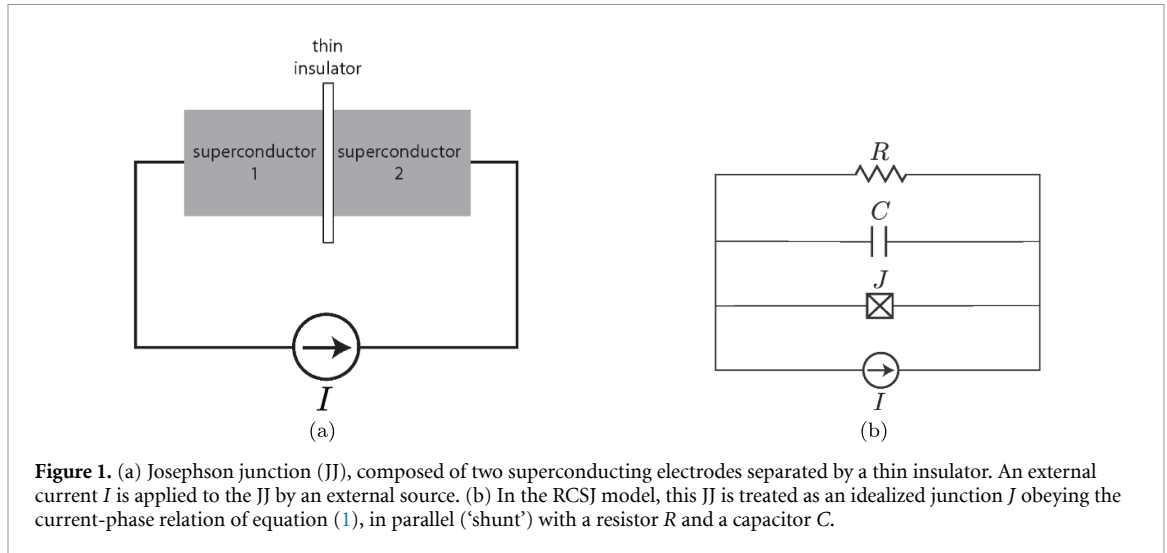 thin
insulator
superconductor
1
superconductor
2
I
(a)
R
C
J
I
(b)
Figure 1. (a) Josephson junction (JJ), composed of two superconducting electrodes separated by a thin insulator. An external
current I is applied to the JJ by an external source. (b) In the RCSJ model, this JJ is treated as an idealized junction J obeying the
current-phase relation of equation (1), in parallel (‘shunt’) with a resistor R and a capacitor C.